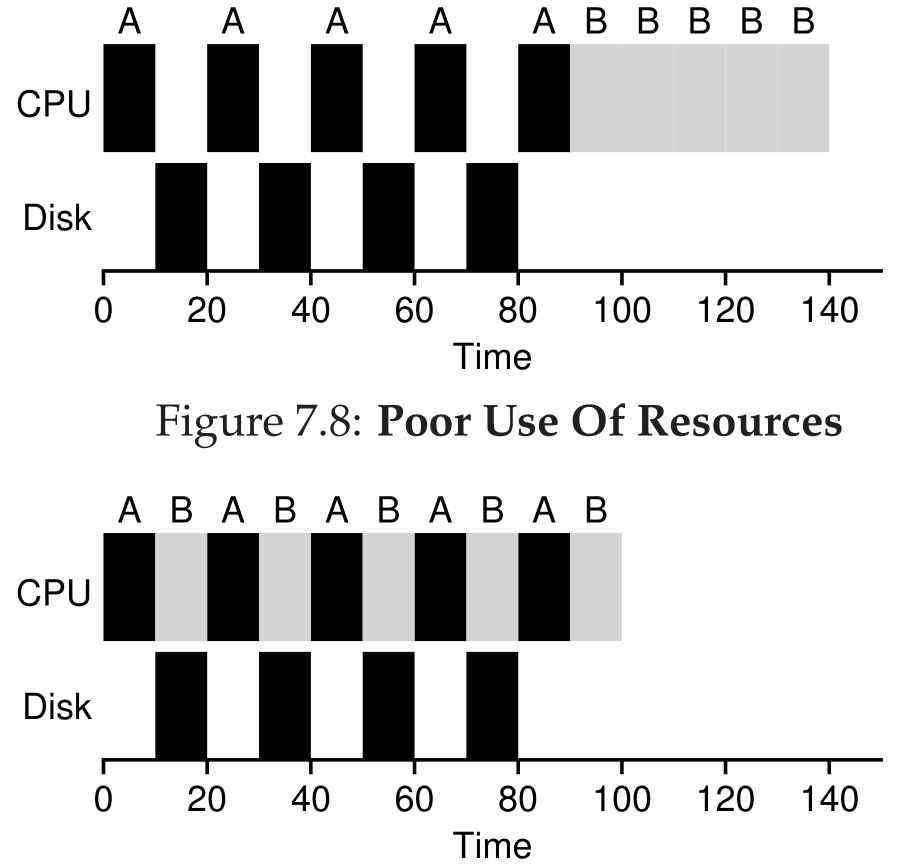 A A A A A B B B B B
CPU
Disk
0 20 40 60 80 100 120 140
Time
Figure 7.8: Poor Use Of Resources
A B A B A B A B A B
CPU
Disk
0 20 40 60 80 100 120 140
Time